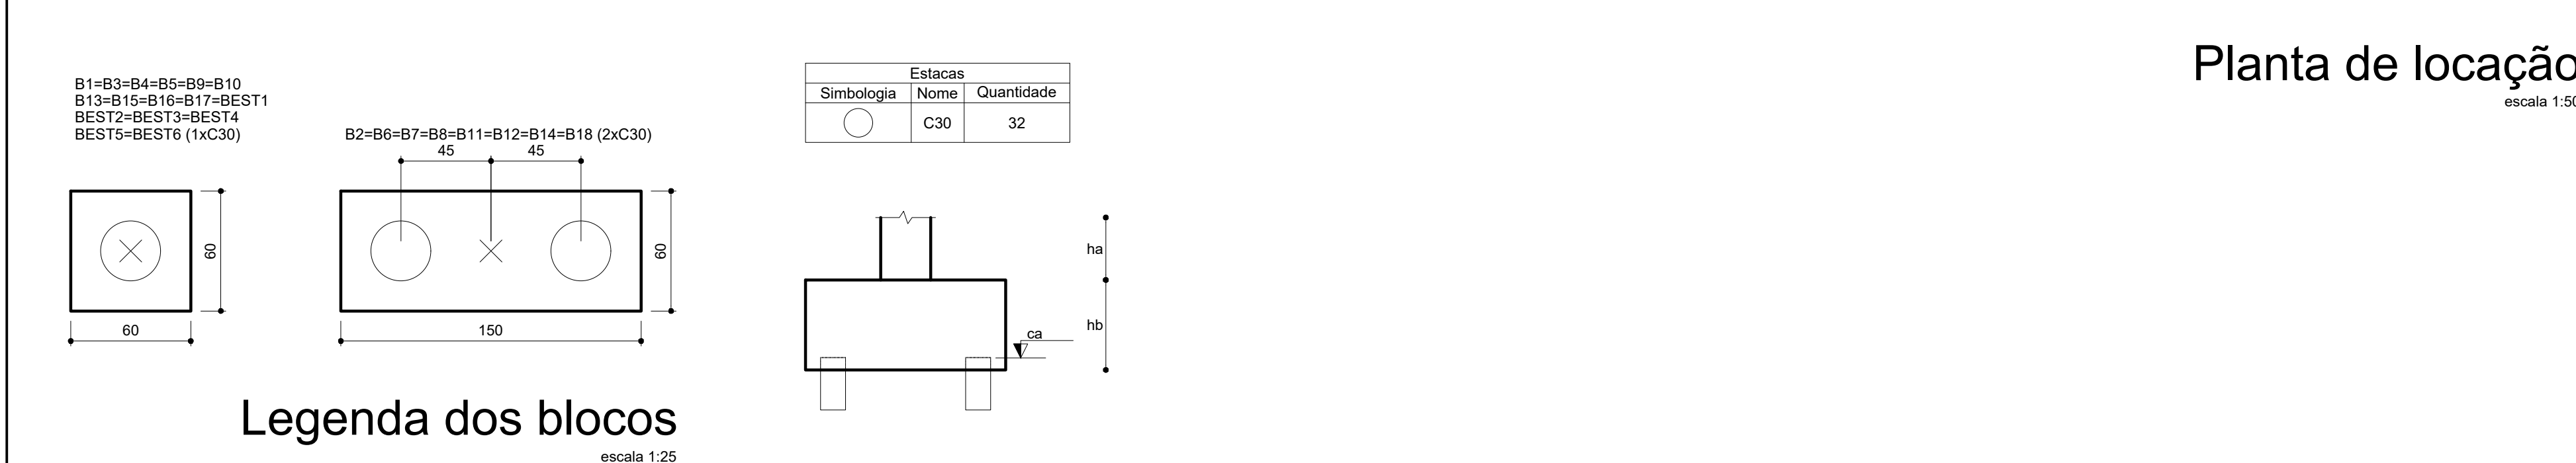 B1=B3=B4=B5=B9=B10
B13=B15=B16=B17=BEST1
BEST2=BEST3=BEST4
BEST5=BEST6 (1xC30)
60
60
B2=B6=B7=B8=B11=B12=B14=B18 (2xC30)
45 45
60
150
Legenda dos blocos
escala 1:25
Estacas
Simbologia Nome Quantidade
C30 32
ha
hb
ca
Planta de locação
escala 1:50